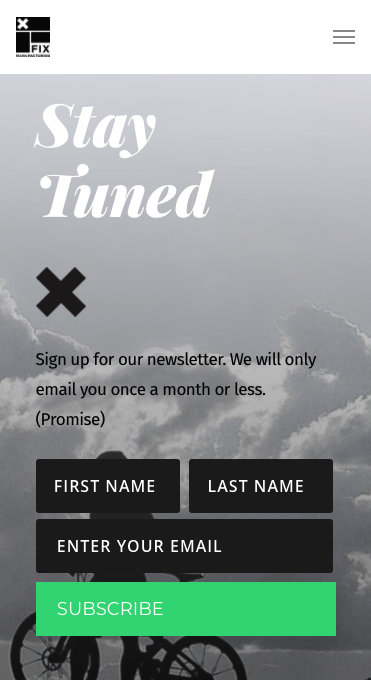 FIX
MANUFACTURING
Stay
Tuned
Sign up for our newsletter. We will only
email you once a month or less.
(Promise)
FIRST NAME
LAST NAME
ENTER YOUR EMAIL
SUBSCRIBE